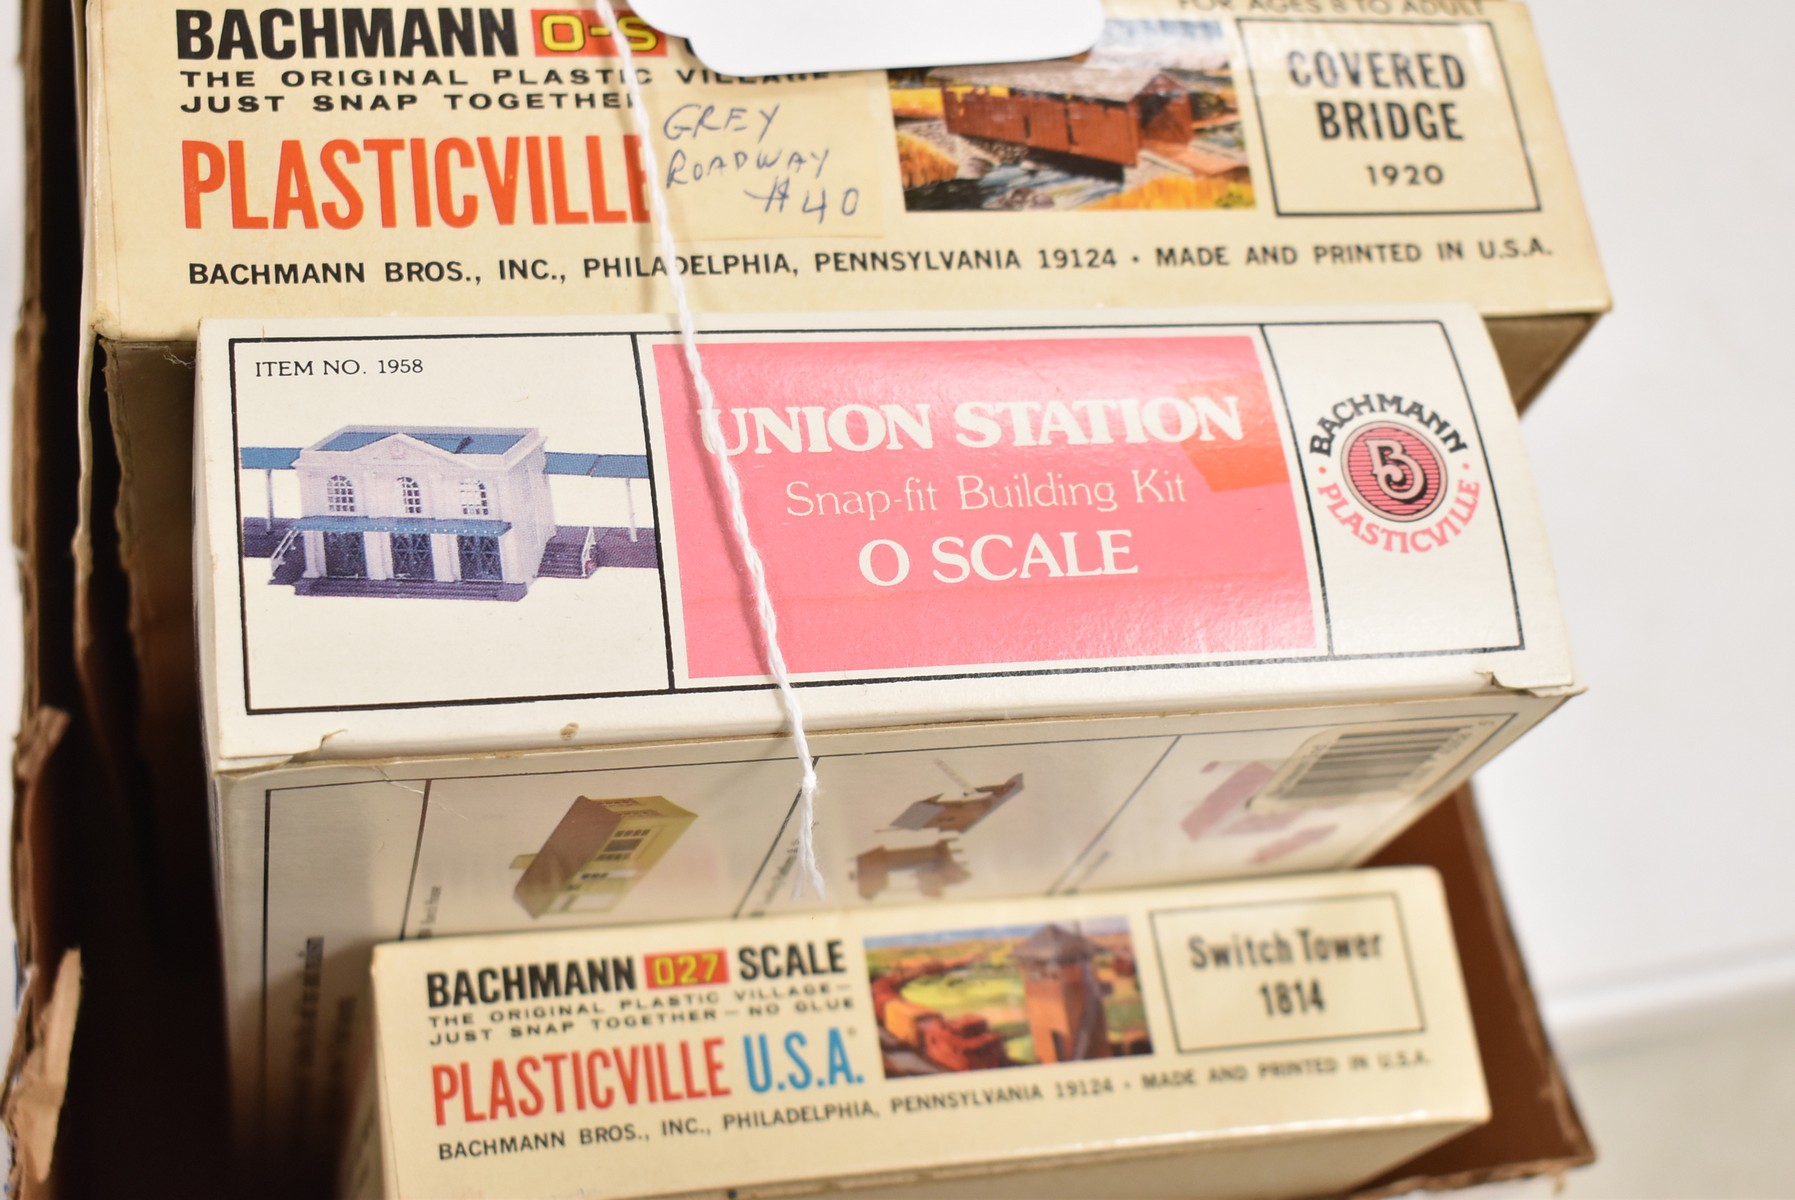 BACHMANN O-S
FOR AGES 8 TO ADULT
THE ORIGINAL PLASTIC VILLAGE
JUST SNAP TOGETHER
PLASTICVILLE
GREY
ROADWAY
$40
COVERED
BRIDGE
1920
BACHMANN BROS., INC., PHILADELPHIA, PENNSYLVANIA 19124 • MADE AND PRINTED IN U.S.A.
ITEM NO. 1958
UNION STATION
Snap-fit Building Kit
O SCALE
BACHMANN
B
PLASTICVILLE
BACHMANN 027 SCALE
THE ORIGINAL PLASTIC VILLAGE—
JUST SNAP TOGETHER—NO GLUE
PLASTICVILLE U.S.A.®
Switch Tower
1814
BACHMANN BROS., INC., PHILADELPHIA, PENNSYLVANIA 19124 • MADE AND PRINTED IN U.S.A.